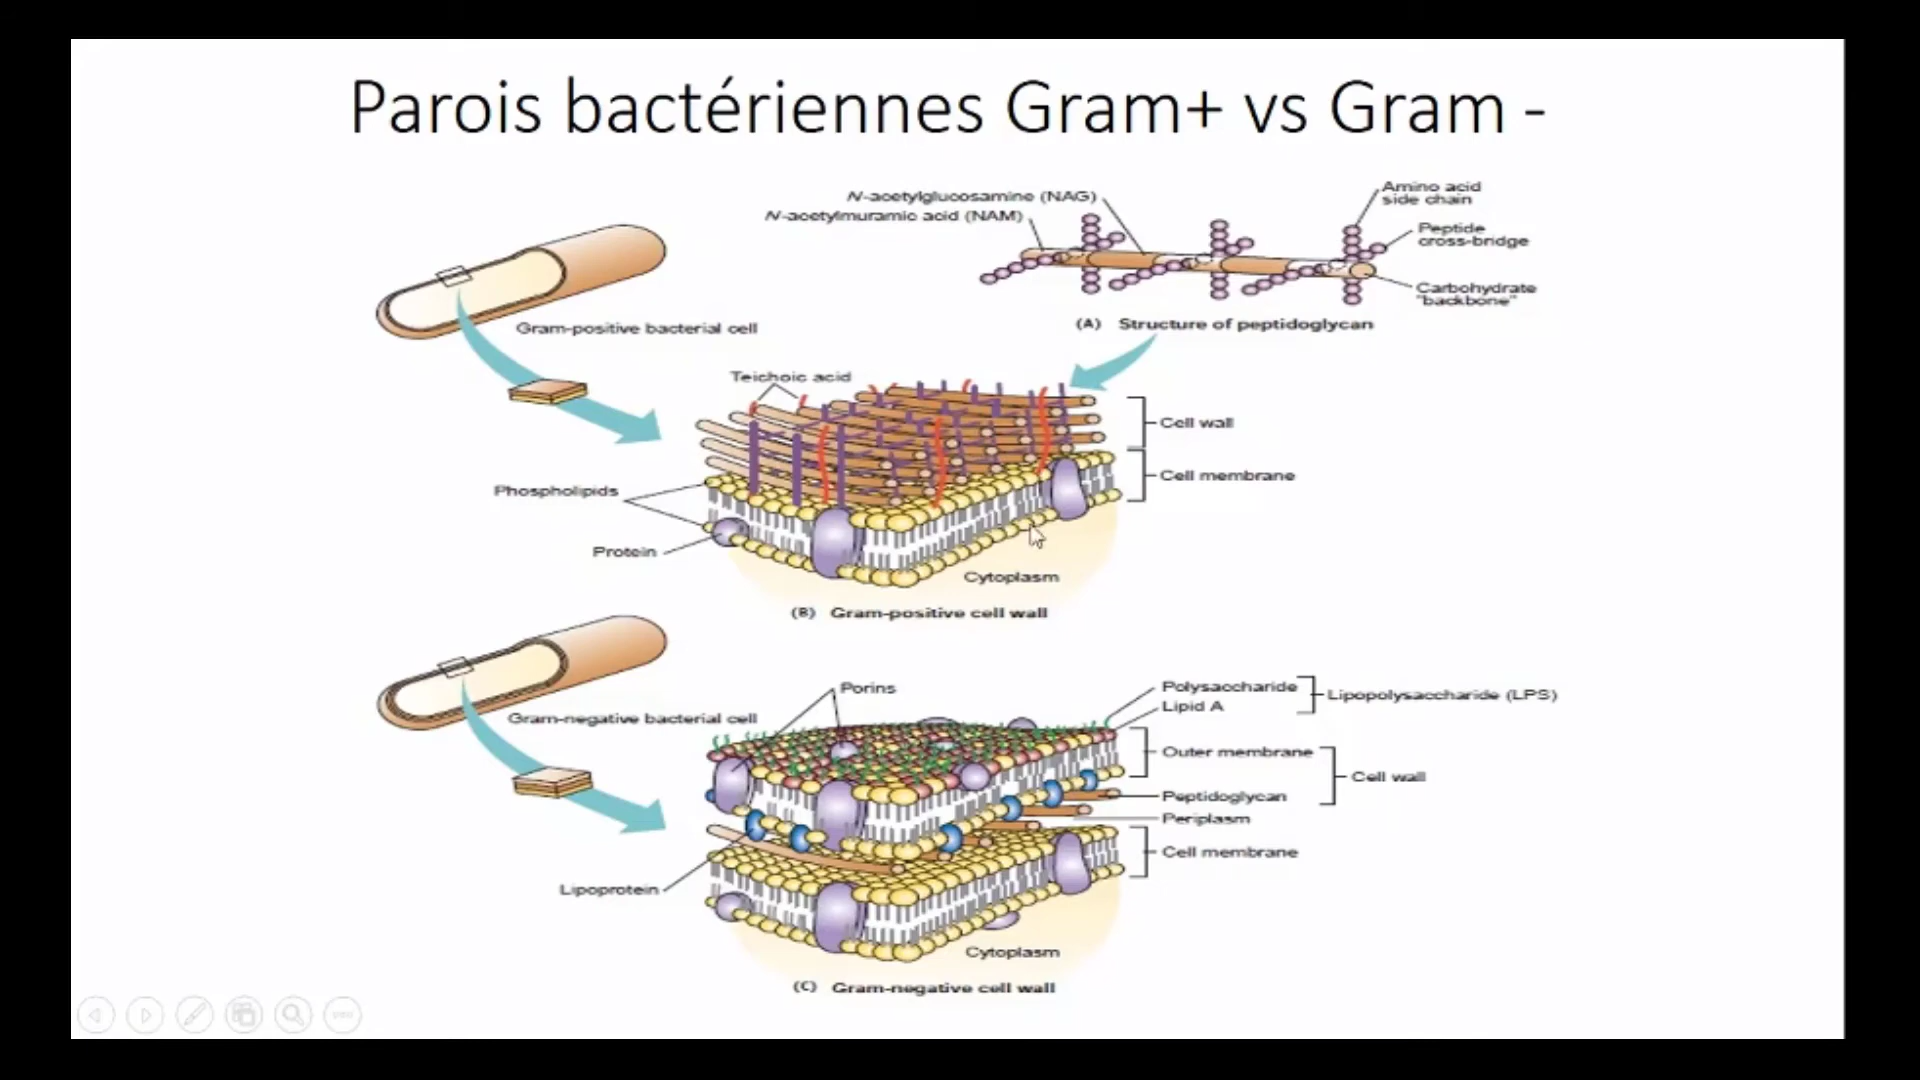 Parois bactériennes Gram+ vs Gram -
N-acetylglucosamine (NAG)
N-acetylmuramic acid (NAM)
Amino acid
side chain
Peptide
cross-bridge
Carbohydrate
"backbone"
(A) Structure of peptidoglycan
Gram-positive bacterial cell
Teichoic acid
Cell wall
Cell membrane
Phospholipids
Protein
Cytoplasm
(B) Gram-positive cell wall
Gram-negative bacterial cell
Porins
Polysaccharide
Lipid A
Lipopolysaccharide (LPS)
Outer membrane
Cell wall
Peptidoglycan
Periplasm
Cell membrane
Lipoprotein
Cytoplasm
(C) Gram-negative cell wall